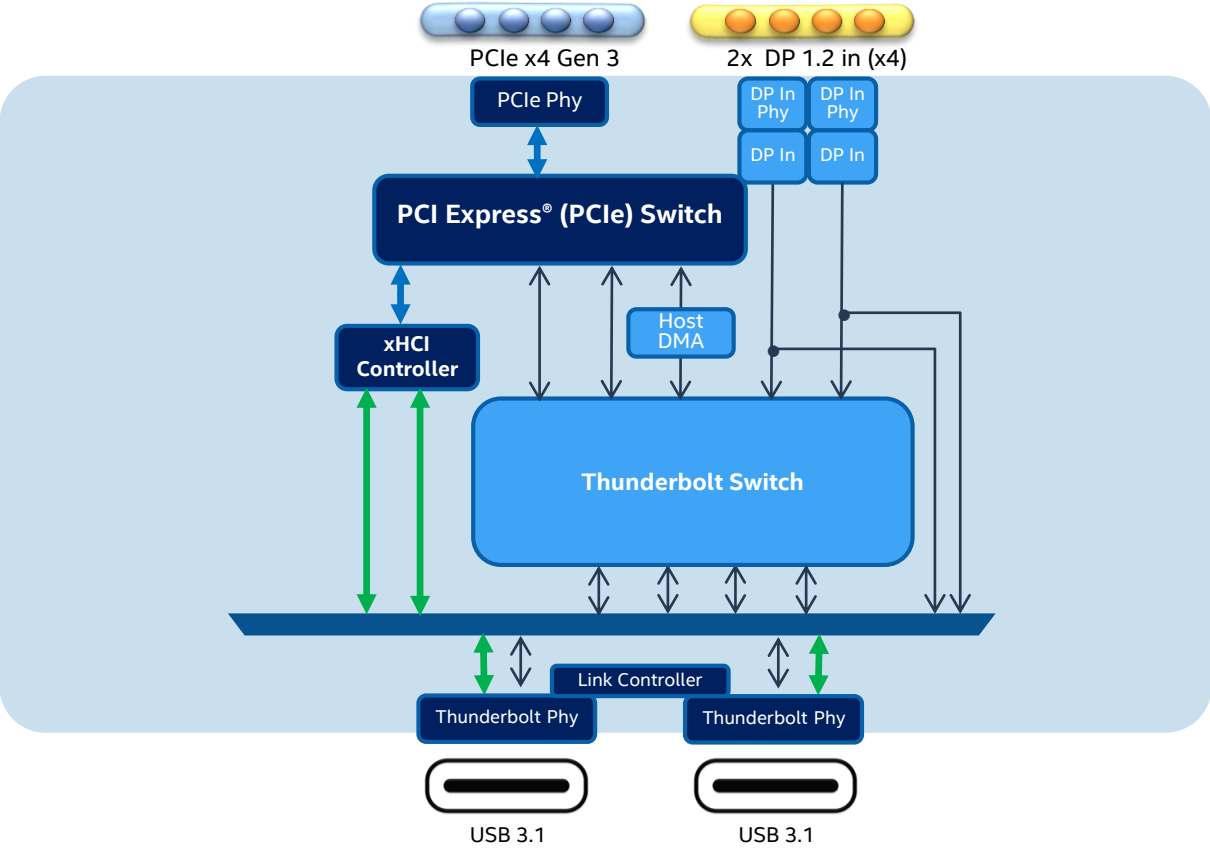 PCIe x4 Gen 3
2x DP 1.2 in (x4)
PCIe Phy
DP In
Phy
DP In
Phy
DP In
DP In
PCI Express® (PCIe) Switch
Host
DMA
xHCI
Controller
Thunderbolt Switch
Link Controller
Thunderbolt Phy
Thunderbolt Phy
USB 3.1
USB 3.1